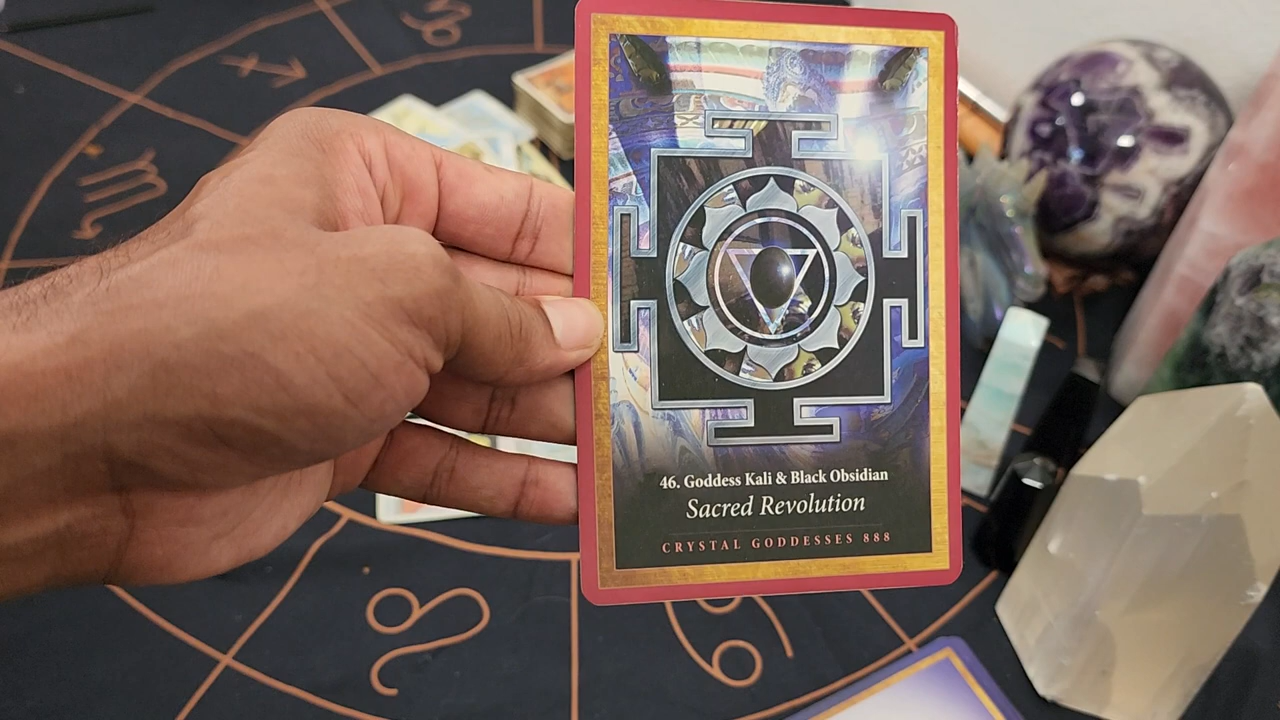 46. Goddess Kali & Black Obsidian
Sacred Revolution
CRYSTAL GODDESSES 888